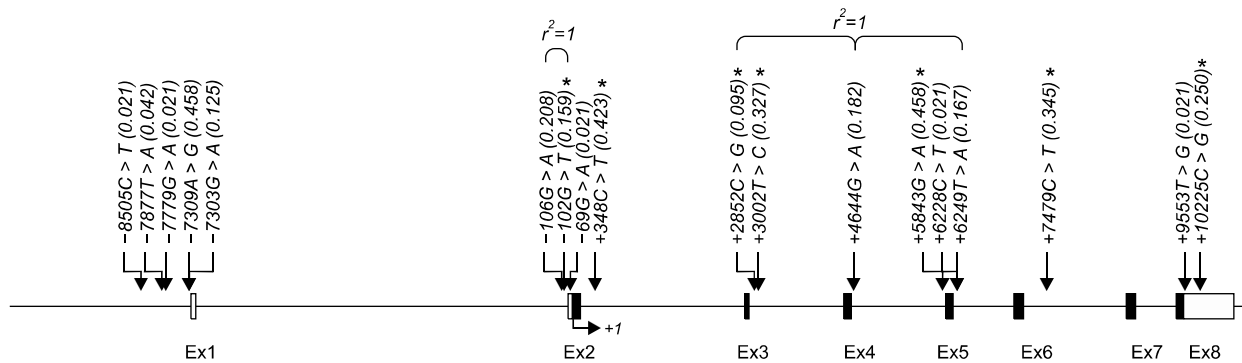 r²=1
r²=1
−8505C > T (0.021)
−7877T > A (0.042)
−7779G > A (0.021)
−7309A > G (0.458)
−7303G > A (0.125)
−106G > A (0.208)
−102G > T (0.159)*
−69G > A (0.021)
+348C > T (0.423)*
+2852C > G (0.095)*
+3002T > C (0.327)*
+4644G > A (0.182)
+5843G > A (0.458)*
+6228C > T (0.021)
+6249T > A (0.167)
+7479C > T (0.345)*
+9553T > G (0.021)
+10225C > G (0.250)*
+1
Ex1 Ex2 Ex3 Ex4 Ex5 Ex6 Ex7 Ex8